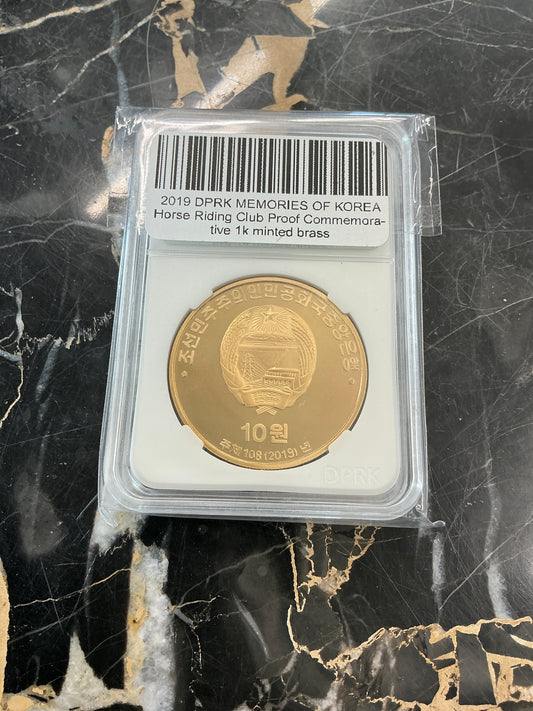 2019 DPRK MEMORIES OF KOREA
Horse Riding Club Proof Commemora-
tive 1k minted brass
조선민주주의인민공화국중앙은행
10원
주체108(2019)년
DPRK